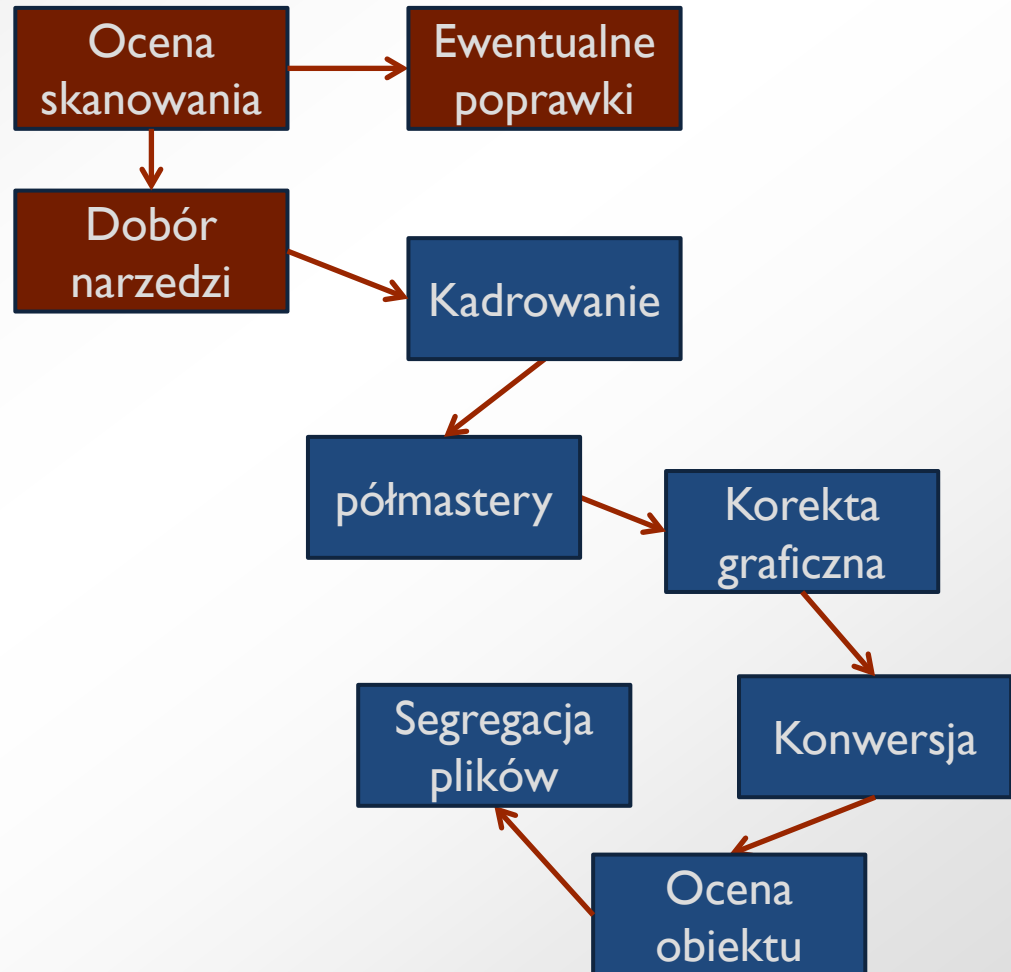 Ocena
skanowania
Ewentualne
poprawki
Dobór
narzedzi
Kadrowanie
półmastery
Korekta
graficzna
Konwersja
Segregacja
plików
Ocena
obiektu